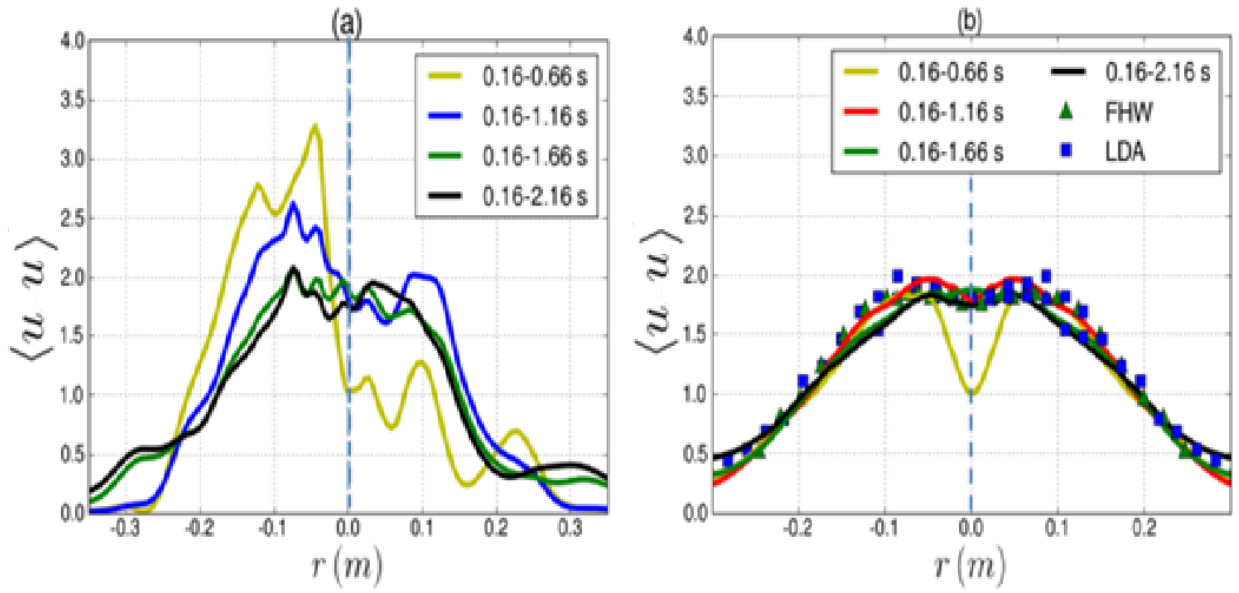 (a)
4.0
3.5
3.0
2.5
2.0
1.5
1.0
0.5
0.0
⟨u u⟩
0.16-0.66 s
0.16-1.16 s
0.16-1.66 s
0.16-2.16 s
-0.3 -0.2 -0.1 0.0 0.1 0.2 0.3
r (m)
(b)
4.0
3.5
3.0
2.5
2.0
1.5
1.0
0.5
0.0
⟨u u⟩
0.16-0.66 s 0.16-2.16 s
0.16-1.16 s FHW
0.16-1.66 s LDA
-0.2 -0.1 0.0 0.1 0.2
r (m)